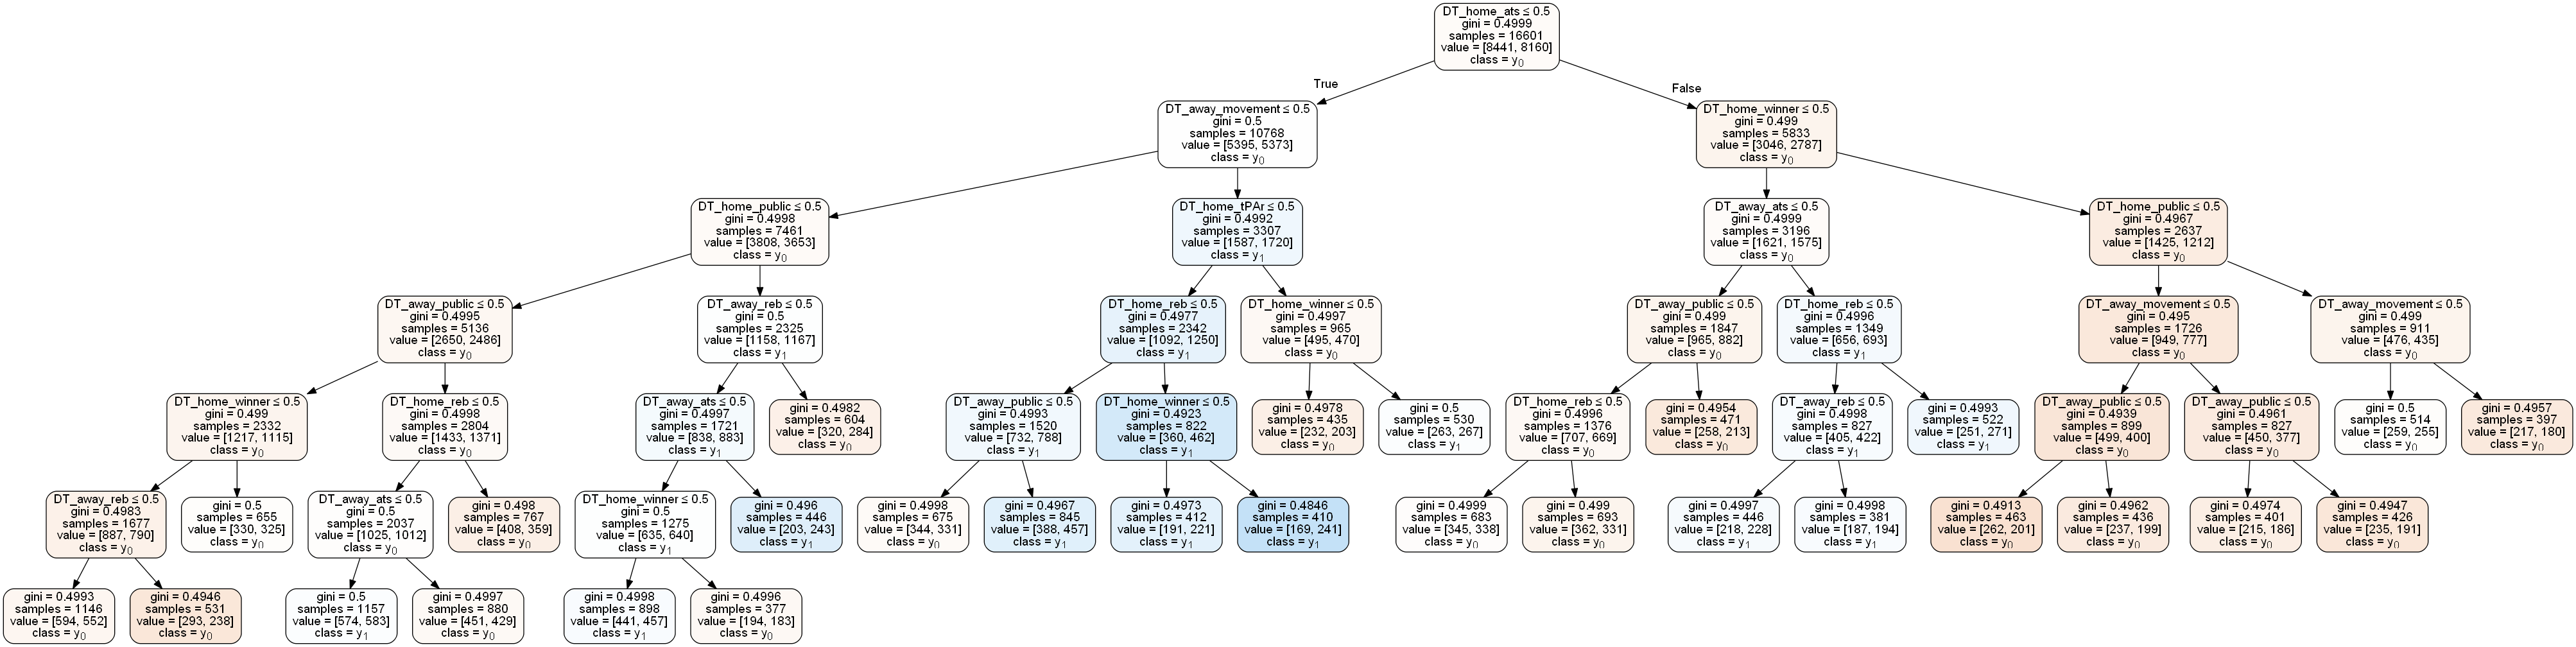 DT_home_ats ≤ 0.5
gini = 0.4999
samples = 16601
value = [8441, 8160]
class = y0
True
False
DT_away_movement ≤ 0.5
gini = 0.5
samples = 10768
value = [5395, 5373]
class = y0
DT_home_winner ≤ 0.5
gini = 0.499
samples = 5833
value = [3046, 2787]
class = y0
DT_home_public ≤ 0.5
gini = 0.4998
samples = 7461
value = [3808, 3653]
class = y0
DT_home_tPAr ≤ 0.5
gini = 0.4992
samples = 3307
value = [1587, 1720]
class = y1
DT_away_ats ≤ 0.5
gini = 0.4999
samples = 3196
value = [1621, 1575]
class = y0
DT_home_public ≤ 0.5
gini = 0.4967
samples = 2637
value = [1425, 1212]
class = y0
DT_away_public ≤ 0.5
gini = 0.4995
samples = 5136
value = [2650, 2486]
class = y0
DT_away_reb ≤ 0.5
gini = 0.5
samples = 2325
value = [1158, 1167]
class = y1
DT_home_reb ≤ 0.5
gini = 0.4977
samples = 2342
value = [1092, 1250]
class = y1
DT_home_winner ≤ 0.5
gini = 0.4997
samples = 965
value = [495, 470]
class = y0
DT_away_public ≤ 0.5
gini = 0.499
samples = 1847
value = [965, 882]
class = y0
DT_home_reb ≤ 0.5
gini = 0.4996
samples = 1349
value = [656, 693]
class = y1
DT_away_movement ≤ 0.5
gini = 0.495
samples = 1726
value = [949, 777]
class = y0
DT_away_movement ≤ 0.5
gini = 0.499
samples = 911
value = [476, 435]
class = y0
DT_home_winner ≤ 0.5
gini = 0.499
samples = 2332
value = [1217, 1115]
class = y0
DT_home_reb ≤ 0.5
gini = 0.4998
samples = 2804
value = [1433, 1371]
class = y0
DT_away_ats ≤ 0.5
gini = 0.4997
samples = 1721
value = [838, 883]
class = y1
gini = 0.4982
samples = 604
value = [320, 284]
class = y0
DT_away_public ≤ 0.5
gini = 0.4993
samples = 1520
value = [732, 788]
class = y1
DT_home_winner ≤ 0.5
gini = 0.4923
samples = 822
value = [360, 462]
class = y1
gini = 0.4978
samples = 435
value = [232, 203]
class = y0
gini = 0.5
samples = 530
value = [263, 267]
class = y1
DT_home_reb ≤ 0.5
gini = 0.4996
samples = 1376
value = [707, 669]
class = y0
gini = 0.4954
samples = 471
value = [258, 213]
class = y0
DT_away_reb ≤ 0.5
gini = 0.4998
samples = 827
value = [405, 422]
class = y1
gini = 0.4993
samples = 522
value = [251, 271]
class = y1
DT_away_public ≤ 0.5
gini = 0.4939
samples = 899
value = [499, 400]
class = y0
DT_away_public ≤ 0.5
gini = 0.4961
samples = 827
value = [450, 377]
class = y0
gini = 0.5
samples = 514
value = [259, 255]
class = y0
gini = 0.4957
samples = 397
value = [217, 180]
class = y0
DT_away_reb ≤ 0.5
gini = 0.4983
samples = 1677
value = [887, 790]
class = y0
gini = 0.5
samples = 655
value = [330, 325]
class = y0
DT_away_ats ≤ 0.5
gini = 0.5
samples = 2037
value = [1025, 1012]
class = y0
gini = 0.498
samples = 767
value = [408, 359]
class = y0
DT_home_winner ≤ 0.5
gini = 0.5
samples = 1275
value = [635, 640]
class = y1
gini = 0.496
samples = 446
value = [203, 243]
class = y1
gini = 0.4998
samples = 675
value = [344, 331]
class = y0
gini = 0.4967
samples = 845
value = [388, 457]
class = y1
gini = 0.4973
samples = 412
value = [191, 221]
class = y1
gini = 0.4846
samples = 410
value = [169, 241]
class = y1
gini = 0.4999
samples = 683
value = [345, 338]
class = y0
gini = 0.499
samples = 693
value = [362, 331]
class = y0
gini = 0.4997
samples = 446
value = [218, 228]
class = y1
gini = 0.4998
samples = 381
value = [187, 194]
class = y1
gini = 0.4913
samples = 463
value = [262, 201]
class = y0
gini = 0.4962
samples = 436
value = [237, 199]
class = y0
gini = 0.4974
samples = 401
value = [215, 186]
class = y0
gini = 0.4947
samples = 426
value = [235, 191]
class = y0
gini = 0.4993
samples = 1146
value = [594, 552]
class = y0
gini = 0.4946
samples = 531
value = [293, 238]
class = y0
gini = 0.5
samples = 1157
value = [574, 583]
class = y1
gini = 0.4997
samples = 880
value = [451, 429]
class = y0
gini = 0.4998
samples = 898
value = [441, 457]
class = y1
gini = 0.4996
samples = 377
value = [194, 183]
class = y0